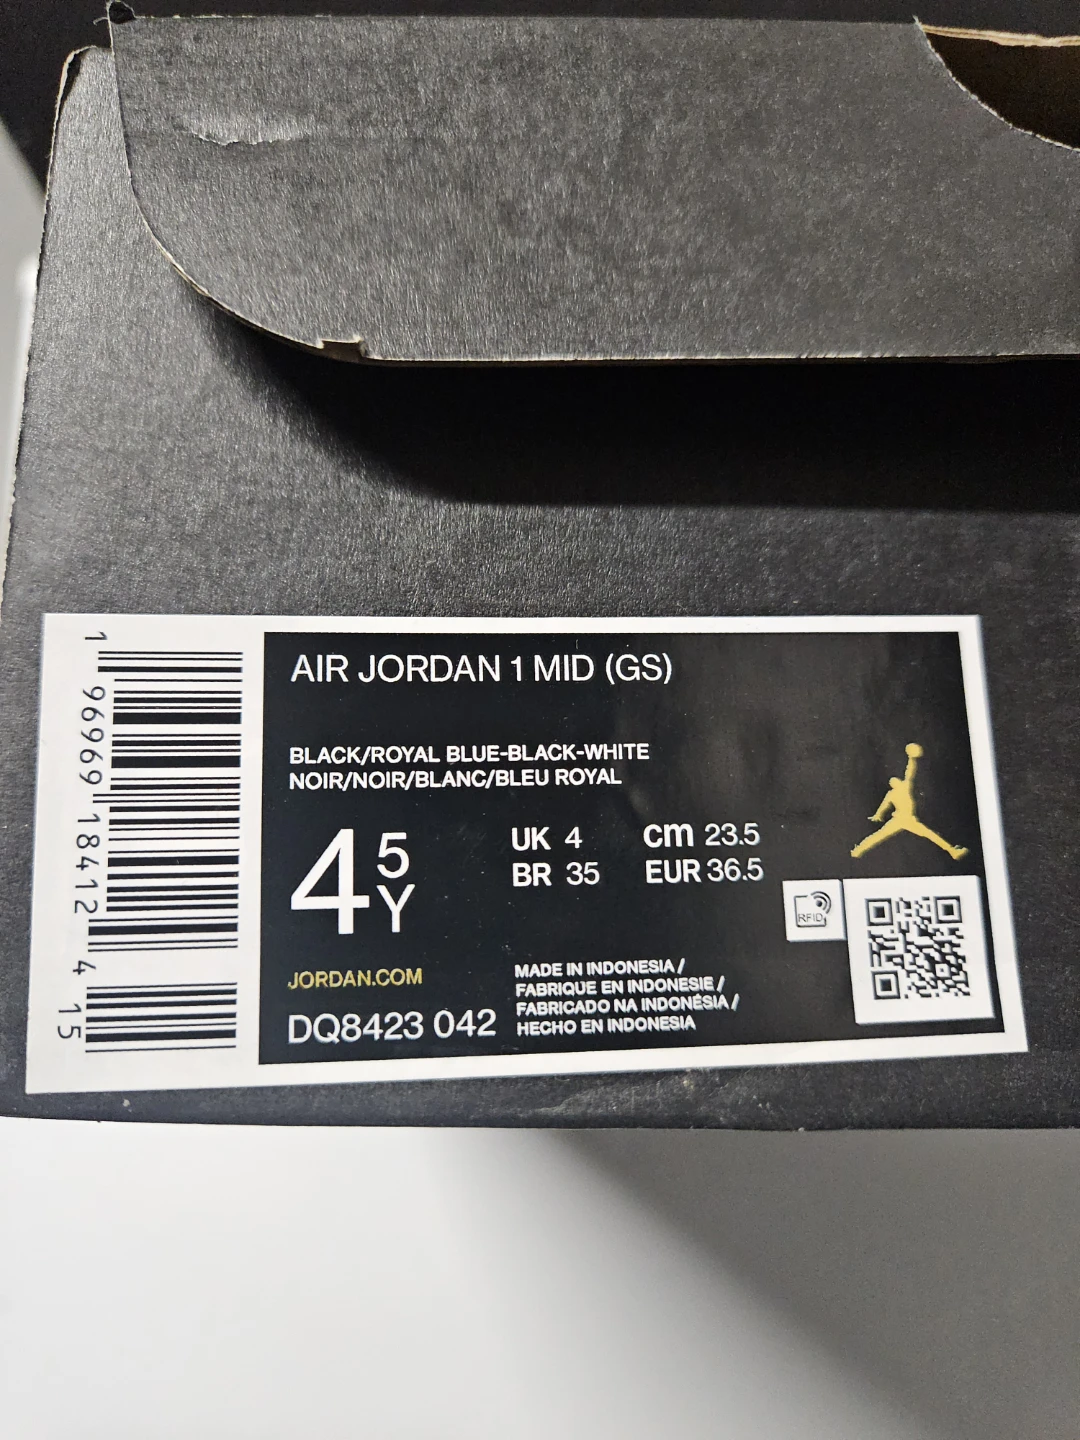 AIR JORDAN 1 MID (GS)
BLACK/ROYAL BLUE-BLACK-WHITE
NOIR/NOIR/BLANC/BLEU ROYAL
4 5 Y
UK 4
cm 23.5
BR 35
EUR 36.5
RFID
JORDAN.COM
DQ8423 042
MADE IN INDONESIA /
FABRIQUE EN INDONESIE /
FABRICADO NA INDONÉSIA /
HECHO EN INDONESIA
1 96969 18412 4 15